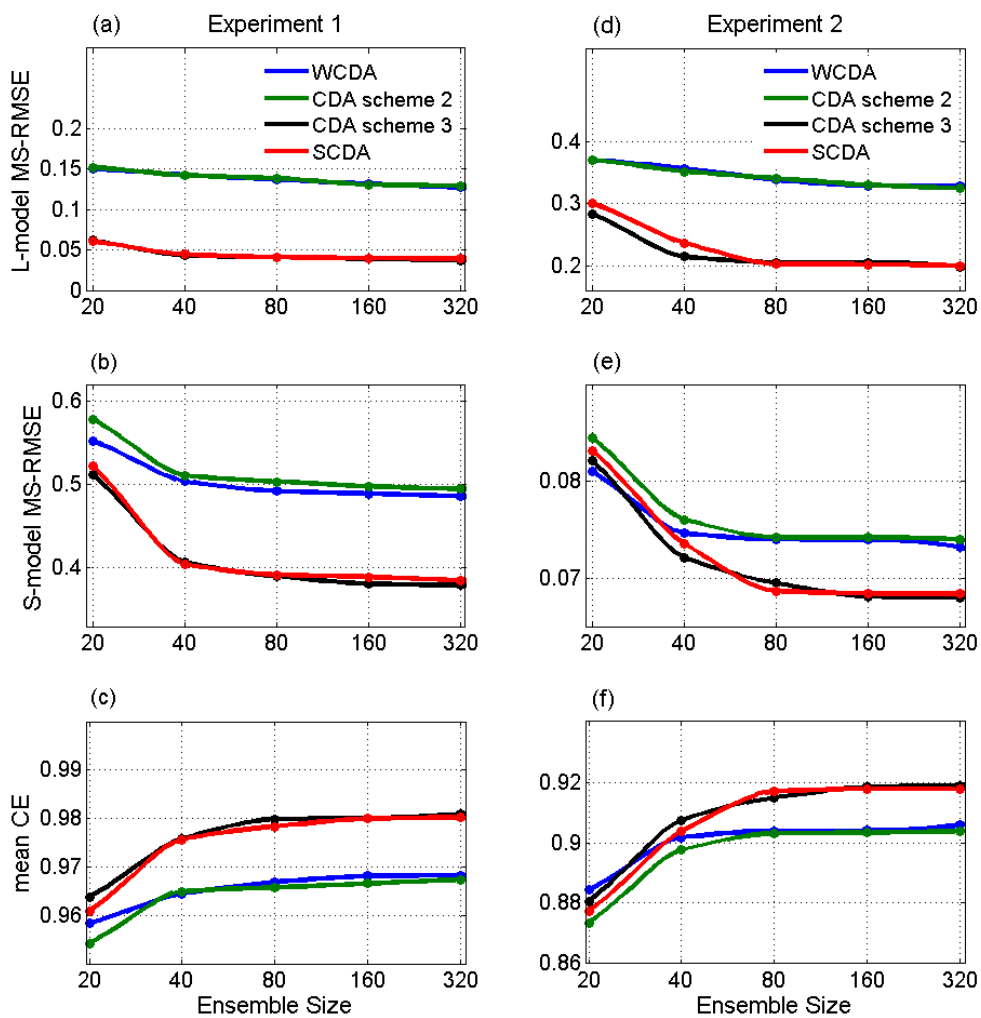 (a) Experiment 1
L-model MS-RMSE
WCDA
CDA scheme 2
CDA scheme 3
SCDA
0.2
0.15
0.1
0.05
0
20 40 80 160 320
(d) Experiment 2
WCDA
CDA scheme 2
CDA scheme 3
SCDA
0.4
0.3
0.2
20 40 80 160 320
(b)
S-model MS-RMSE
0.6
0.5
0.4
20 40 80 160 320
(e)
0.08
0.07
20 40 80 160 320
(c)
mean CE
0.99
0.98
0.97
0.96
20 40 80 160 320
Ensemble Size
(f)
0.92
0.9
0.88
0.86
20 40 80 160 320
Ensemble Size